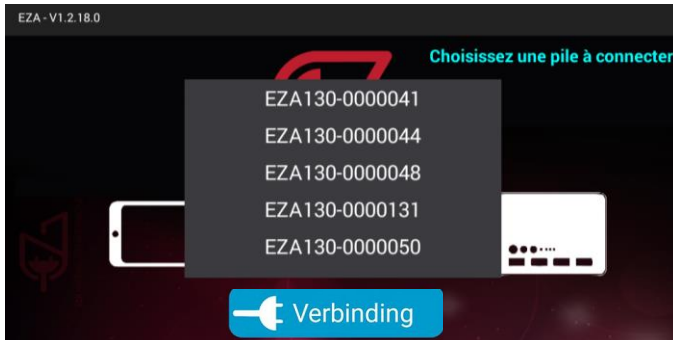 EZA - V1.2.18.0
Choisissez une pile à connecter
EZA130-0000041
EZA130-0000044
EZA130-0000048
EZA130-0000131
EZA130-0000050
Verbinding